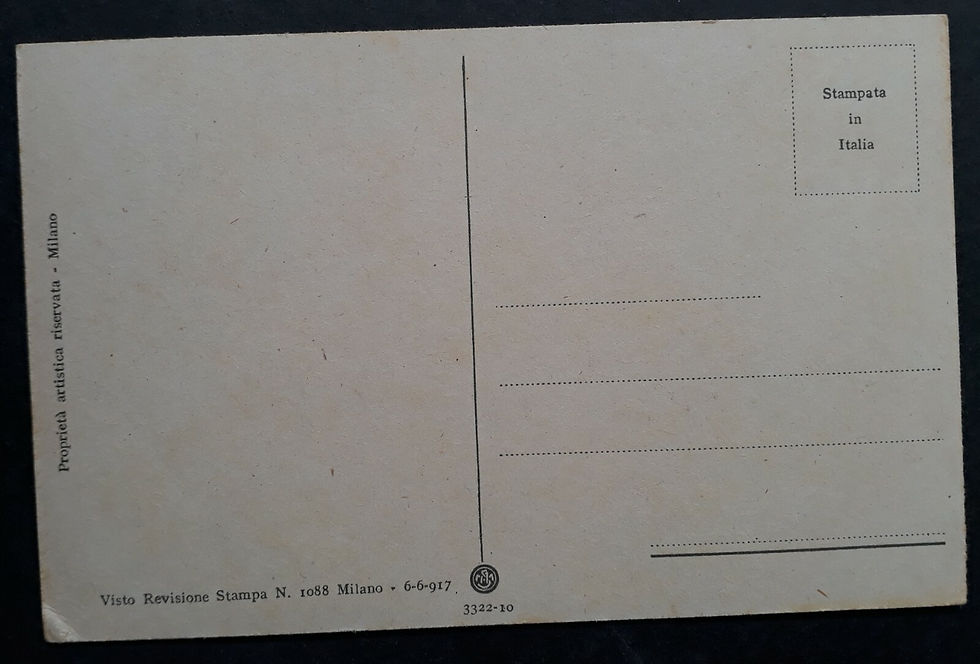 Stampata
in
Italia
Proprietà artistica riservata - Milano
Visto Revisione Stampa N. 1088 Milano - 6-6-917
3322-10